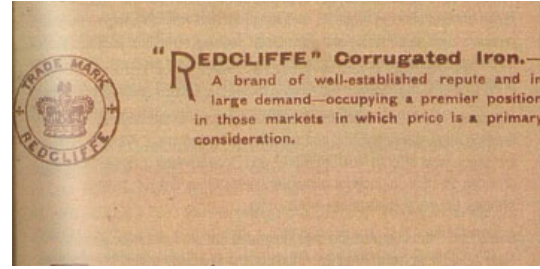 TRADE MARK
REDCLIFFE
"REDCLIFFE" Corrugated Iron.—
A brand of well-established repute and in
large demand—occupying a premier position
in those markets in which price is a primary
consideration.